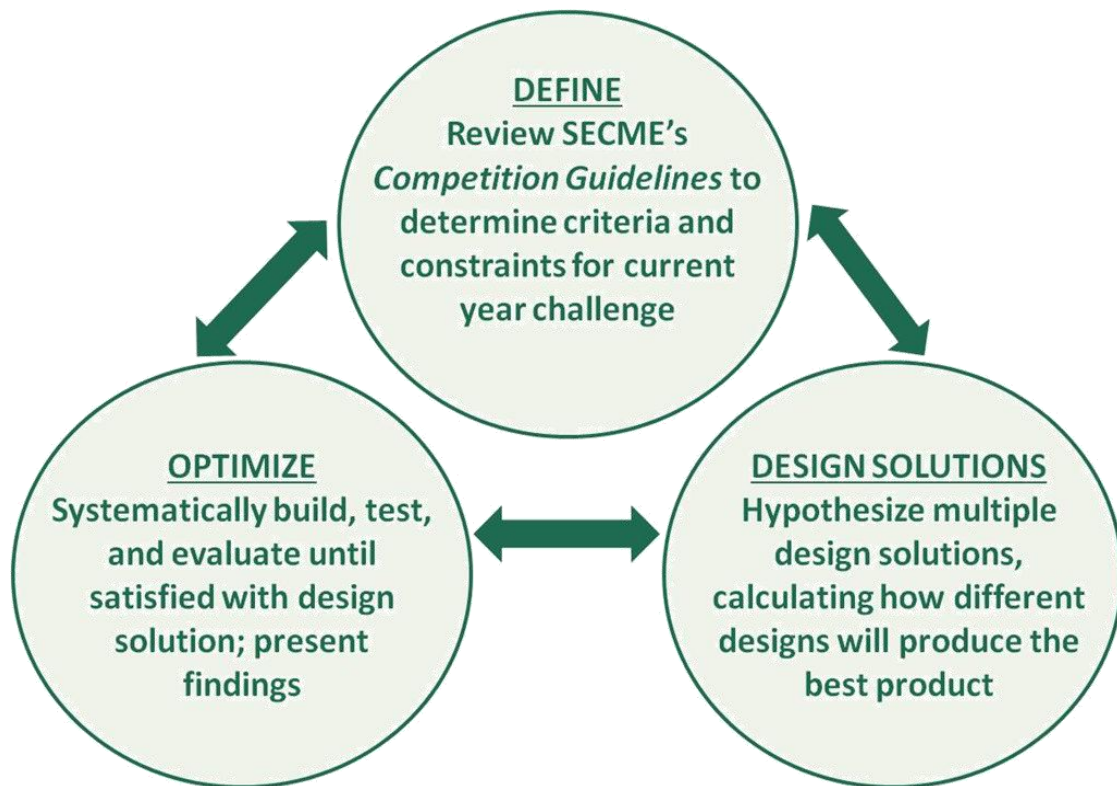 DEFINE
Review SECME’s
Competition Guidelines to
determine criteria and
constraints for current
year challenge
OPTIMIZE
Systematically build, test,
and evaluate until
satisfied with design
solution; present
findings
DESIGN SOLUTIONS
Hypothesize multiple
design solutions,
calculating how different
designs will produce the
best product